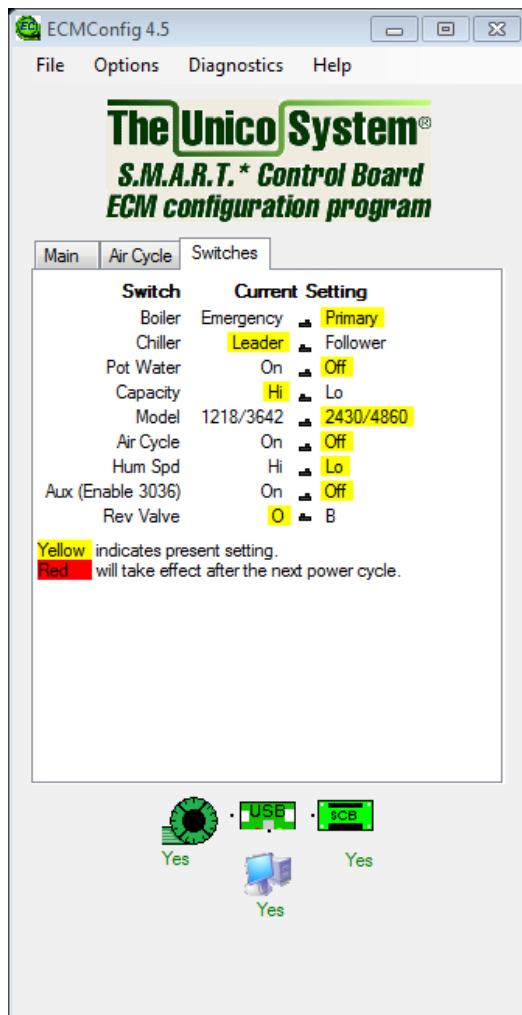 ECMConfig 4.5
File Options Diagnostics Help
The Unico System®
S.M.A.R.T.* Control Board
ECM configuration program
Main Air Cycle Switches
Switch Current Setting
Boiler Emergency Primary
Chiller Leader Follower
Pot Water On Off
Capacity Hi Lo
Model 1218/3642 2430/4860
Air Cycle On Off
Hum Spd Hi Lo
Aux (Enable 3036) On Off
Rev Valve O B
Yellow indicates present setting.
Red will take effect after the next power cycle.
USB SCB
Yes Yes
Yes